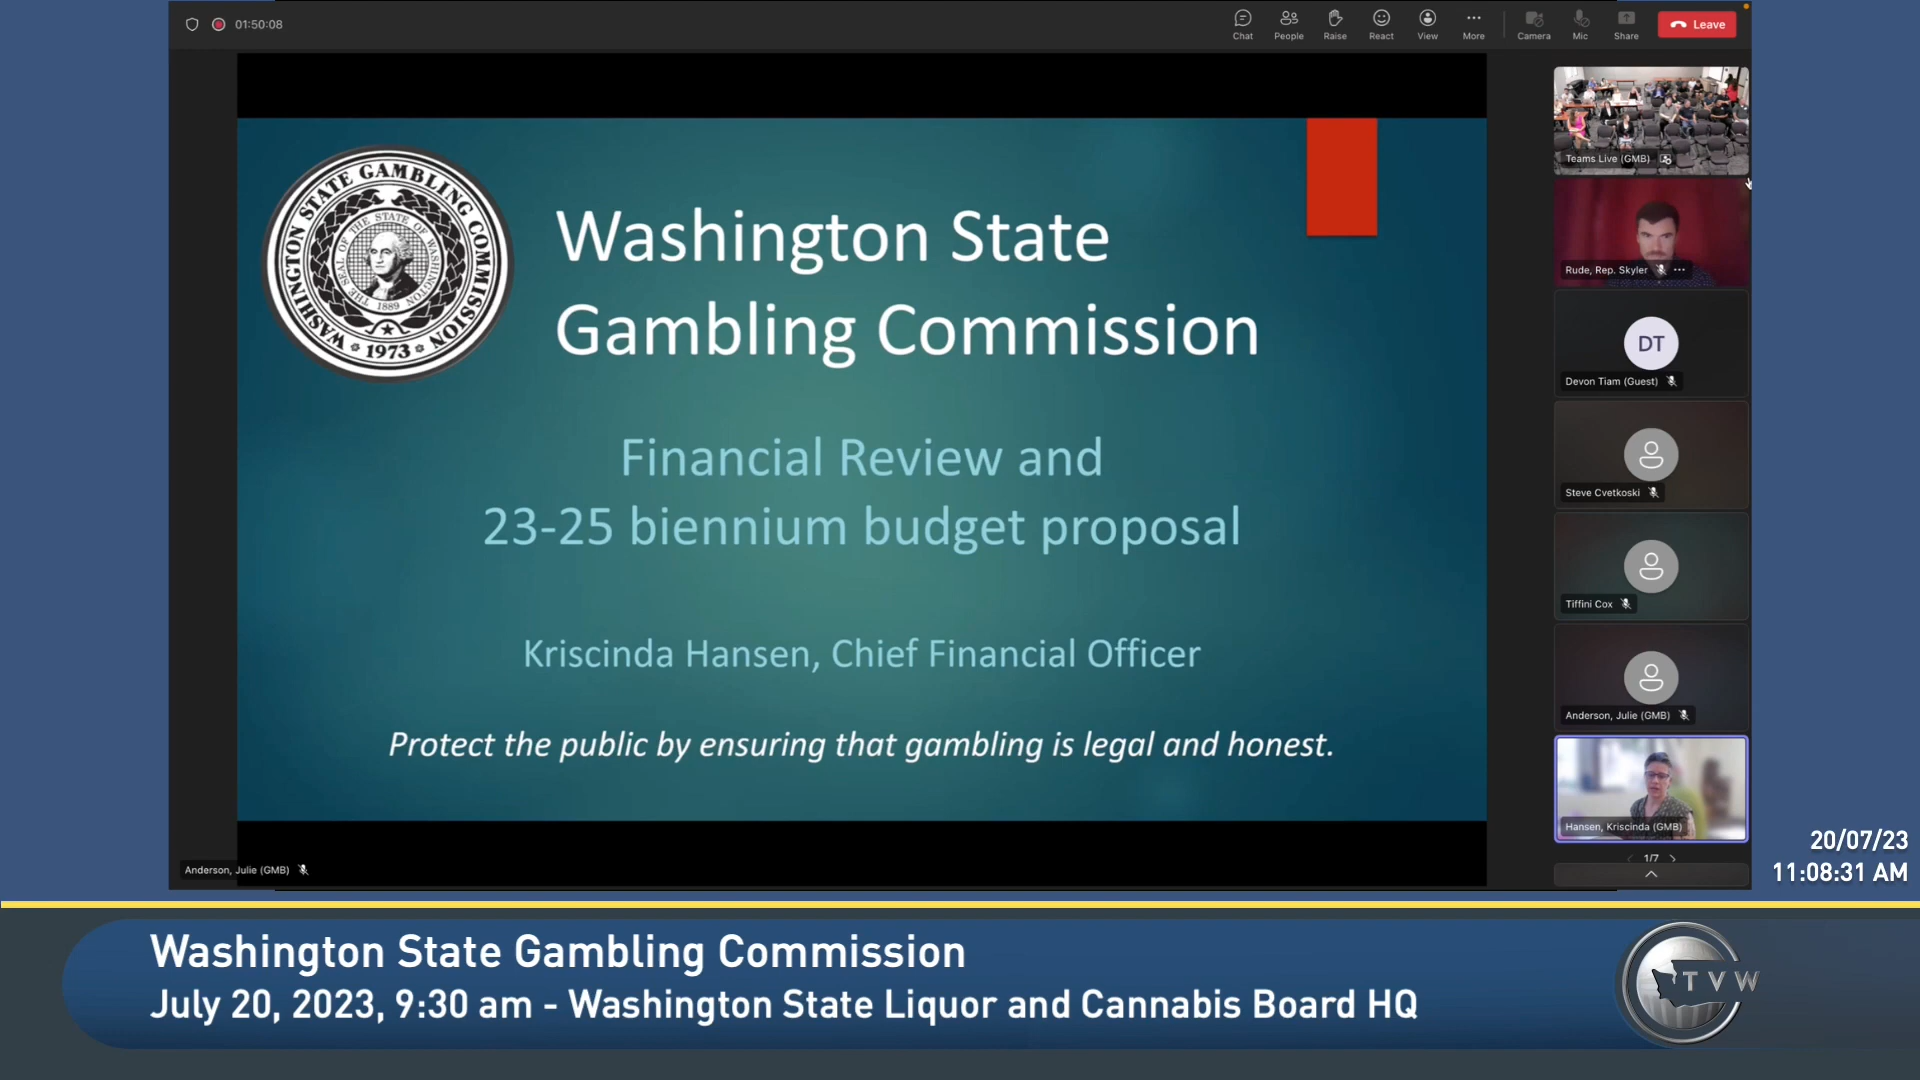 01:50:08
Chat
People
Raise
React
View
More
Camera
Mic
Share
Leave
WASHINGTON STATE GAMBLING COMMISSION
THE SEAL OF THE STATE OF WASHINGTON
1889
1973
Washington State
Gambling Commission
Financial Review and
23-25 biennium budget proposal
Kriscinda Hansen, Chief Financial Officer
Protect the public by ensuring that gambling is legal and honest.
Anderson, Julie (GMB)
Teams Live (GMB)
Rude, Rep. Skyler
DT
Devon Tiam (Guest)
Steve Cvetkoski
Tiffini Cox
Anderson, Julie (GMB)
Hansen, Kriscinda (GMB)
1/7
20/07/23
11:08:31 AM
Washington State Gambling Commission
July 20, 2023, 9:30 am - Washington State Liquor and Cannabis Board HQ
TVW